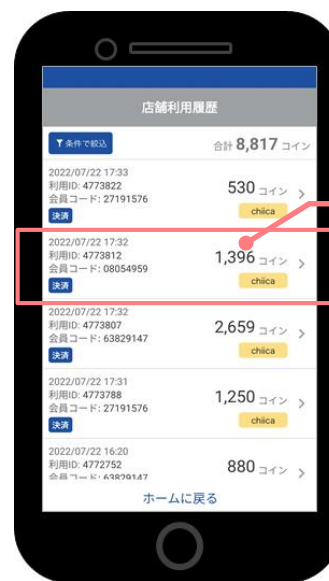 店舗利用履歴
条件で絞込
合計 8,817 コイン
2022/07/22 17:33
利用ID: 4773822
会員コード: 27191576
決済
530 コイン
chiica
2022/07/22 17:32
利用ID: 4773812
会員コード: 08054959
決済
1,396 コイン
chiica
2022/07/22 17:32
利用ID: 4773807
会員コード: 63829147
決済
2,659 コイン
chiica
2022/07/22 17:31
利用ID: 4773788
会員コード: 27191576
決済
1,250 コイン
chiica
2022/07/22 16:20
利用ID: 4772752
会員コード: 63829147
880 コイン
ホームに戻る